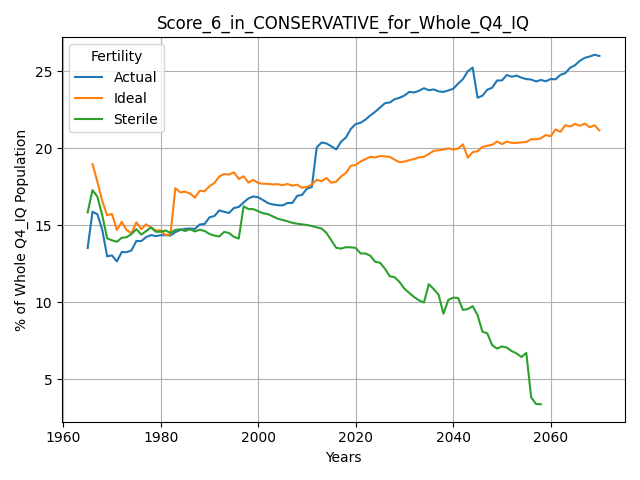 Score_6_in_CONSERVATIVE_for_Whole_Q4_IQ
Fertility
Actual
Ideal
Sterile
% of Whole Q4_IQ Population
25
20
15
10
5
1960 1980 2000 2020 2040 2060
Years